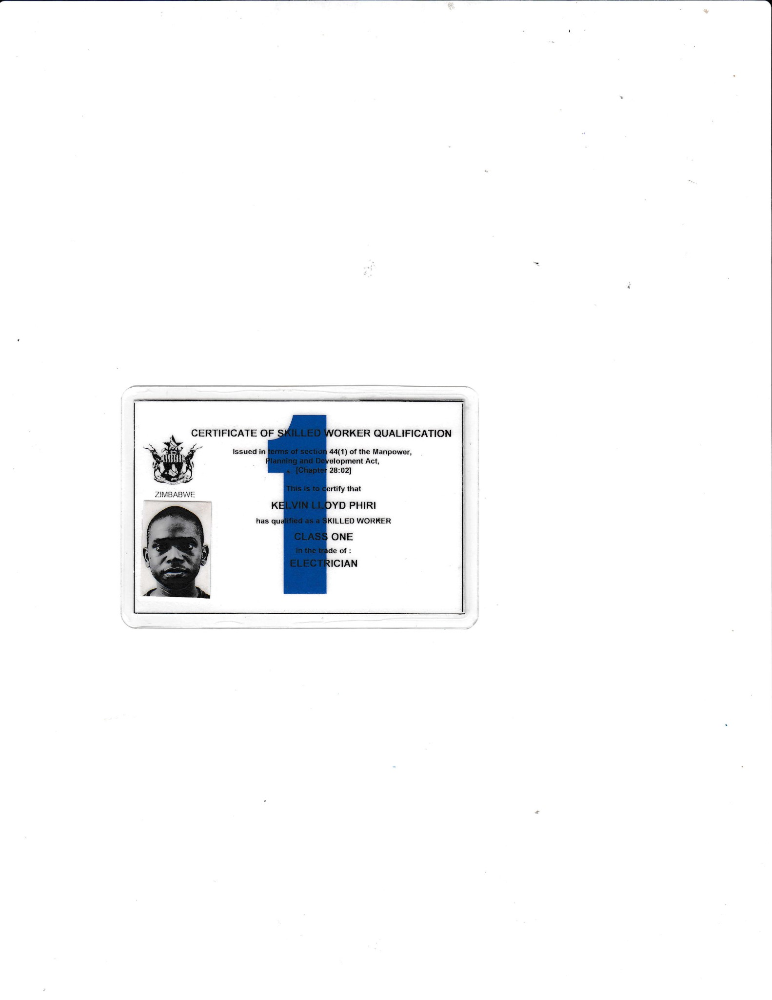 CERTIFICATE OF SKILLED WORKER QUALIFICATION
Issued in terms of section 44(1) of the Manpower,
Planning and Development Act,
[Chapter 28:02]
ZIMBABWE
This is to certify that
KELVIN LLOYD PHIRI
has qualified as a SKILLED WORKER
CLASS ONE
in the trade of :
ELECTRICIAN
1